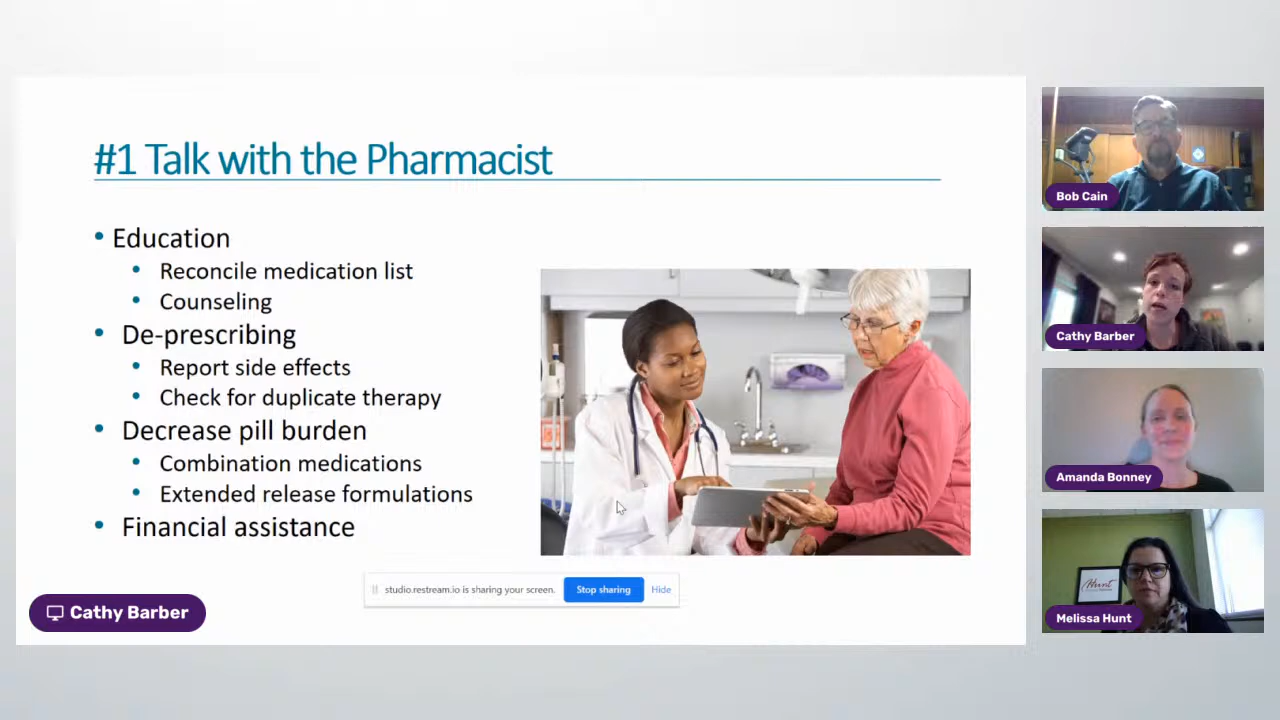 #1 Talk with the Pharmacist
• Education
• Reconcile medication list
• Counseling
• De-prescribing
• Report side effects
• Check for duplicate therapy
• Decrease pill burden
• Combination medications
• Extended release formulations
• Financial assistance
studio.restream.io is sharing your screen.
Stop sharing
Hide
Cathy Barber
Bob Cain
Cathy Barber
Amanda Bonney
Hunt
Melissa Hunt